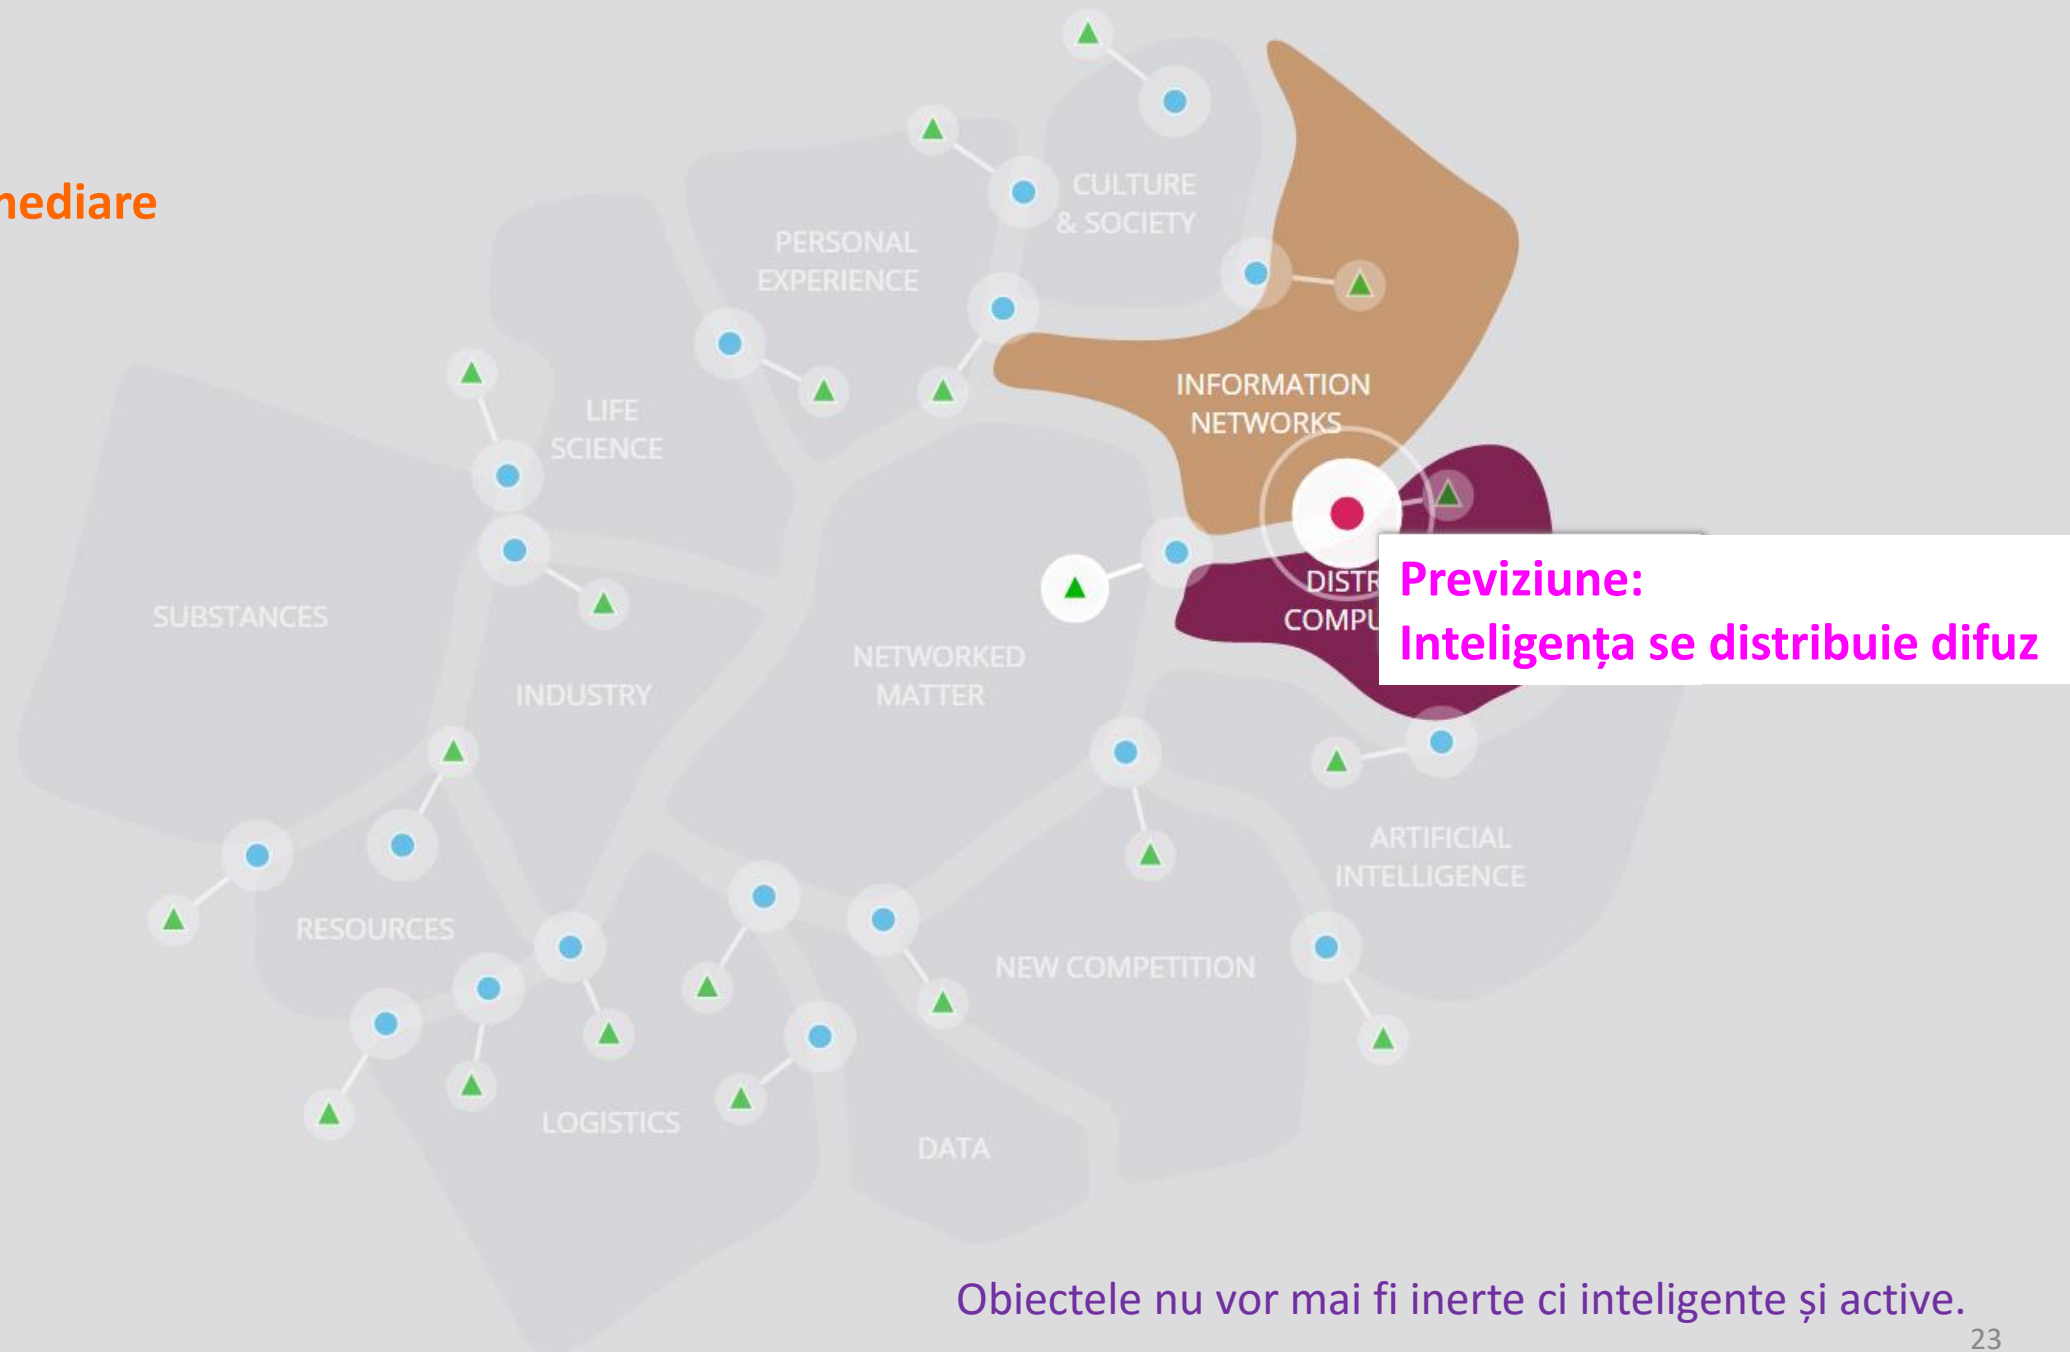 CULTURE
& SOCIETY
mediare
PERSONAL
EXPERIENCE
INFORMATION
NETWORKS
LIFE
SCIENCE
DISTR
COMPU
Previziune:
Inteligența se distribuie difuz
SUBSTANCES
NETWORKED
MATTER
INDUSTRY
ARTIFICIAL
INTELLIGENCE
RESOURCES
NEW COMPETITION
LOGISTICS
DATA
Obiectele nu vor mai fi inerte ci inteligente și active.
23